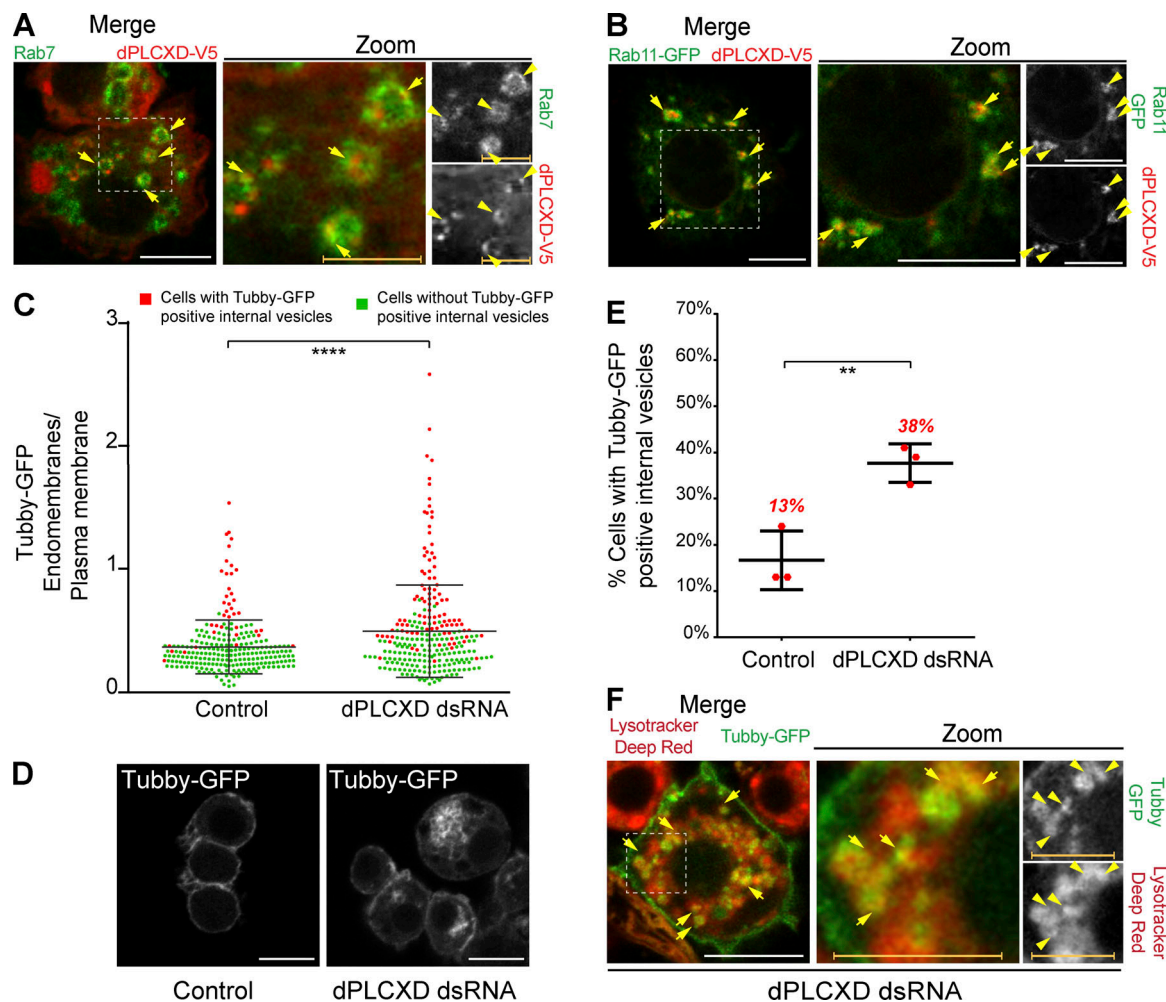 A
Merge
Rab7 dPLCXD-V5
Zoom
Rab7
dPLCXD-V5
B
Merge
Rab11-GFP dPLCXD-V5
Zoom
Rab11
GFP
dPLCXD-V5
C
Cells with Tubby-GFP
positive internal vesicles
Cells without Tubby-GFP
positive internal vesicles
Tubby-GFP
Endomembranes/
Plasma membrane
3
2
1
0
****
Control dPLCXD dsRNA
D
Tubby-GFP Tubby-GFP
Control dPLCXD dsRNA
E
% Cells with Tubby-GFP
positive internal vesicles
70%
60%
50%
40%
30%
20%
10%
0%
**
13%
38%
Control dPLCXD dsRNA
F
Merge
Lysotracker
Deep Red
Tubby-GFP
Zoom
Tubby
GFP
Lysotracker
Deep Red
dPLCXD dsRNA